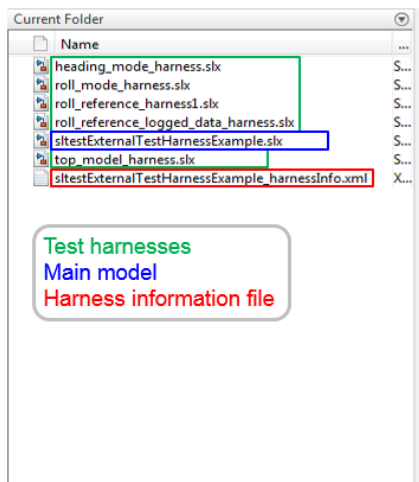 Current Folder
Name ...
heading_mode_harness.slx S...
roll_mode_harness.slx S...
roll_reference_harness1.slx S...
roll_reference_logged_data_harness.slx S...
sltestExternalTestHarnessExample.slx S...
top_model_harness.slx S...
sltestExternalTestHarnessExample_harnessInfo.xml X...
Test harnesses
Main model
Harness information file